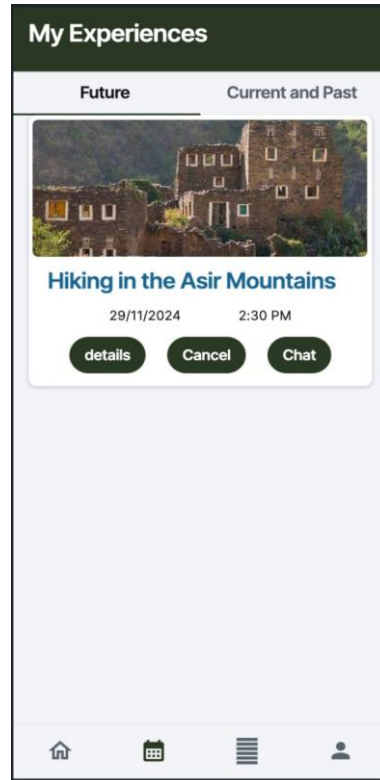 My Experiences
Future Current and Past
Hiking in the Asir Mountains
29/11/2024 2:30 PM
details Cancel Chat